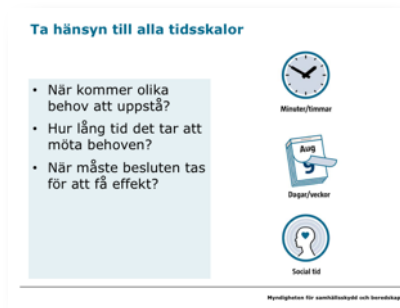 Ta hänsyn till alla tidsskalor
• När kommer olika
behov att uppstå?
• Hur lång tid det tar att
möta behoven?
• När måste besluten tas
för att få effekt?
Minuter/timmar
Aug
9
Dagar/veckor
Social tid
Myndigheten för samhällsskydd och beredskap